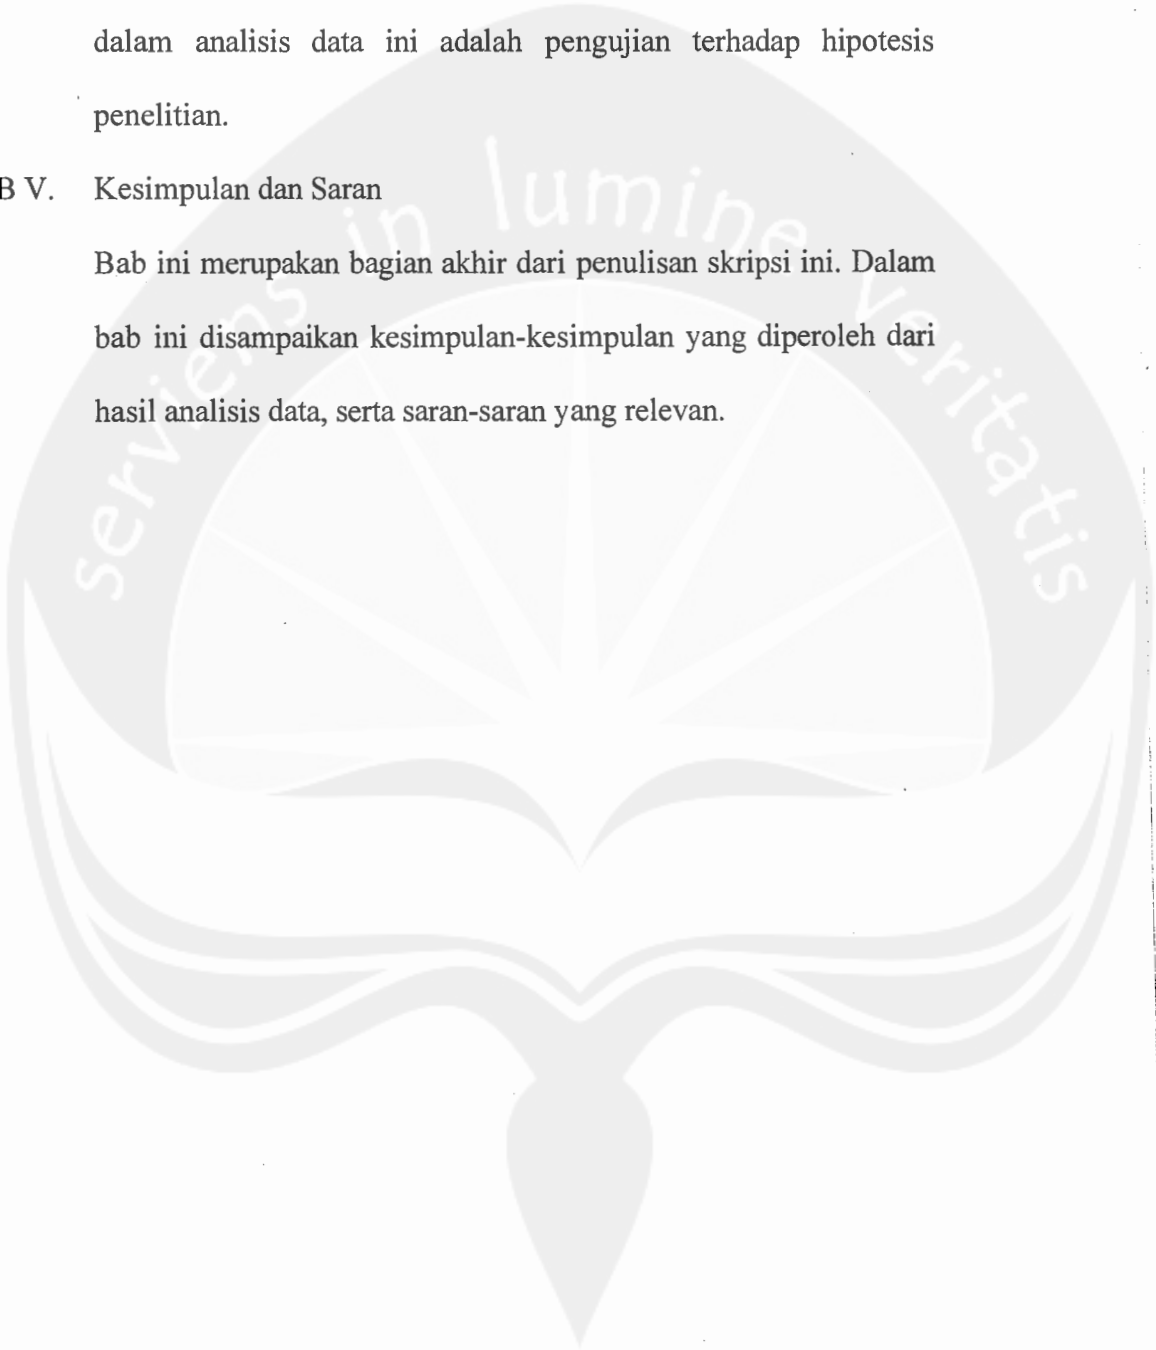 dalam analisis data ini adalah pengujian terhadap hipotesis
penelitian.
B V. Kesimpulan dan Saran
Bab ini merupakan bagian akhir dari penulisan skripsi ini. Dalam
bab ini disampaikan kesimpulan-kesimpulan yang diperoleh dari
hasil analisis data, serta saran-saran yang relevan.
serviens in lumine veritatis